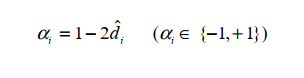 αᵢ = 1 − 2d̂ᵢ (αᵢ ∈ {−1,+1})